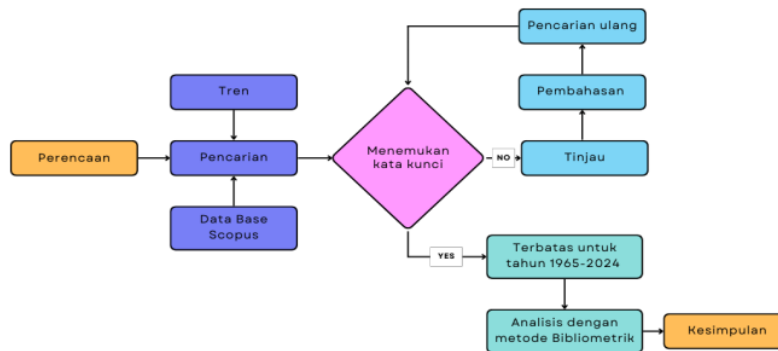 Pencarian ulang
Tren
Pembahasan
Perencaan
Pencarian
Menemukan
kata kunci
NO
Tinjau
Data Base
Scopus
YES
Terbatas untuk
tahun 1965-2024
Analisis dengan
metode Bibliometrik
Kesimpulan